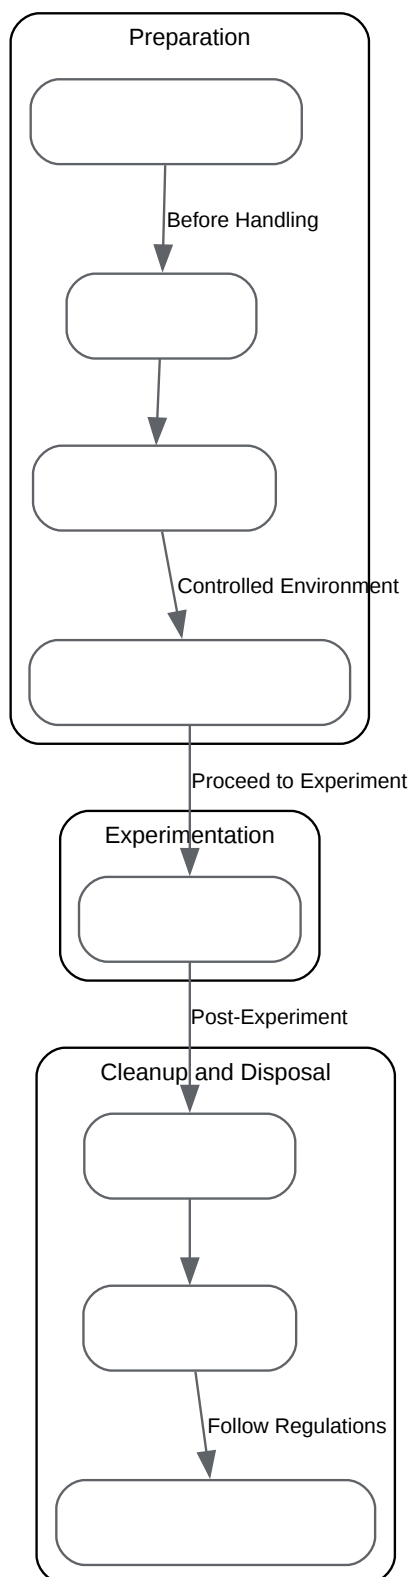 Preparation
Before Handling
Controlled Environment
Proceed to Experiment
Experimentation
Post-Experiment
Cleanup and Disposal
Follow Regulations